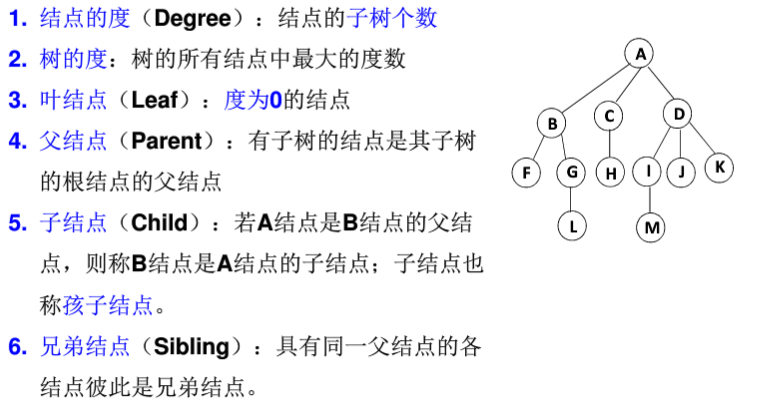 1. 结点的度（Degree）：结点的子树个数
2. 树的度：树的所有结点中最大的度数
3. 叶结点（Leaf）：度为0的结点
4. 父结点（Parent）：有子树的结点是其子树
的根结点的父结点
5. 子结点（Child）：若A结点是B结点的父结
点，则称B结点是A结点的子结点；子结点也
称孩子结点。
6. 兄弟结点（Sibling）：具有同一父结点的各
结点彼此是兄弟结点。
A
B C D
F G H I J K
L M